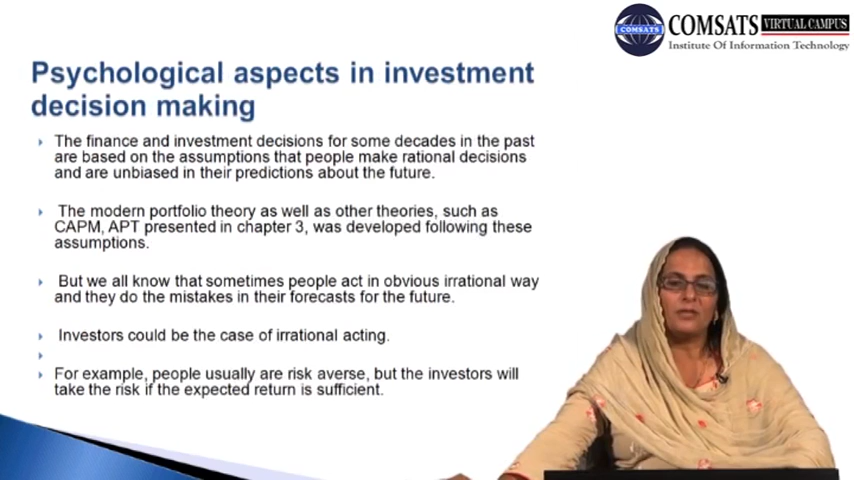 COMSATS
COMSATS VIRTUAL CAMPUS
Institute Of Information Technology
Psychological aspects in investment
decision making
The finance and investment decisions for some decades in the past
are based on the assumptions that people make rational decisions
and are unbiased in their predictions about the future.
The modern portfolio theory as well as other theories, such as
CAPM, APT presented in chapter 3, was developed following these
assumptions.
But we all know that sometimes people act in obvious irrational way
and they do the mistakes in their forecasts for the future.
Investors could be the case of irrational acting.
For example, people usually are risk averse, but the investors will
take the risk if the expected return is sufficient.